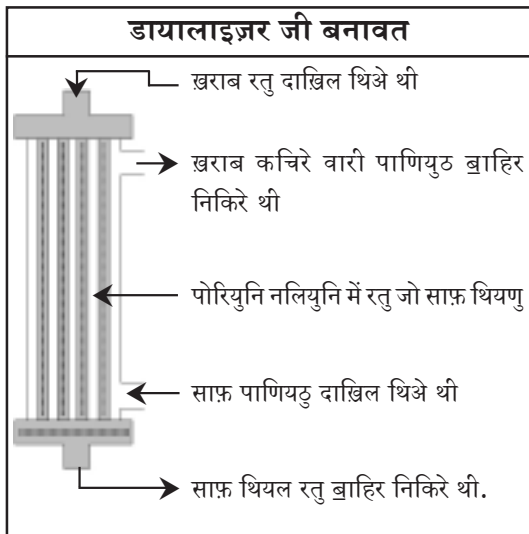 डायालाइज़र जी बनावत
ख़राब रतु दाख़िल थिअे थी
ख़राब कचिरे वारी पाणियुठ ॿाहिर
निकिरे थी
पोरियुनि नलियुनि में रतु जो साफ़ थियणु
साफ़ पाणियठु दाख़िल थिअे थी
साफ़ थियल रतु ॿाहिर निकिरे थी.